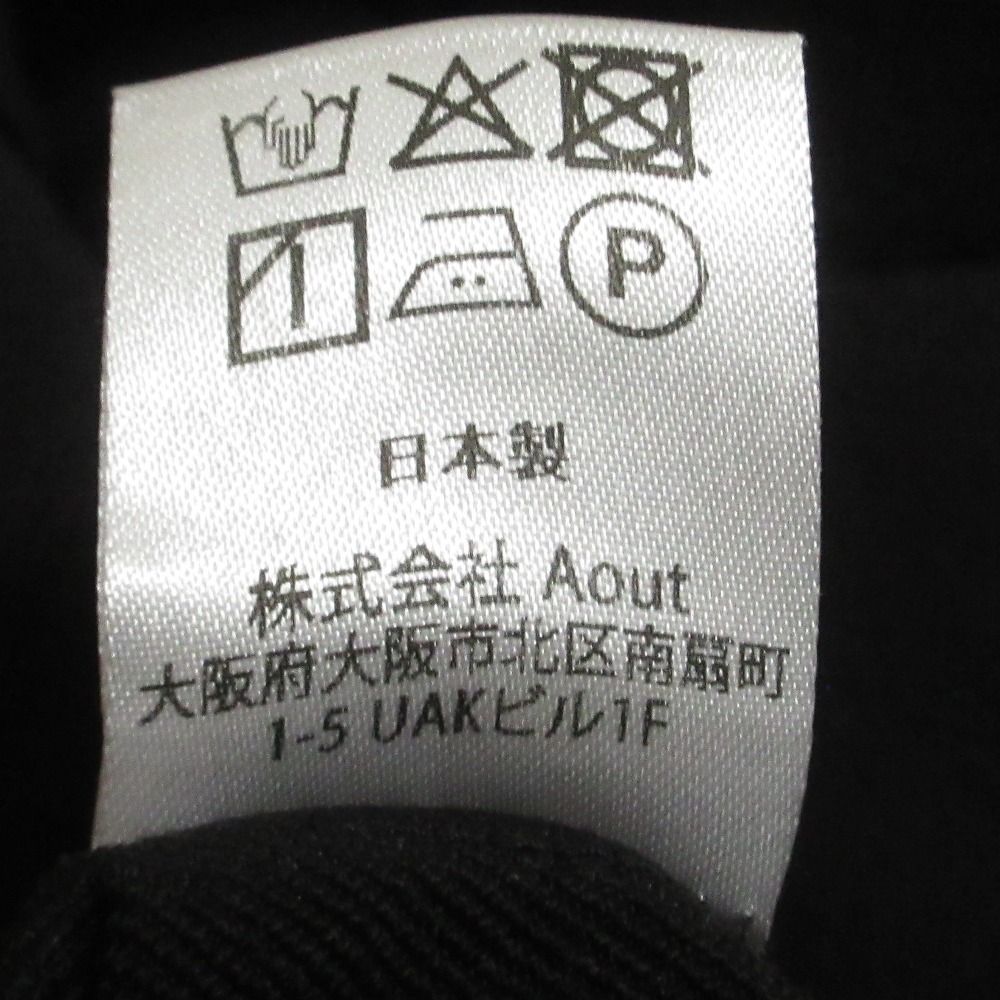 P
日本製
株式会社 Aout
大阪府大阪市北区南扇町
1-5 UAKビル1F